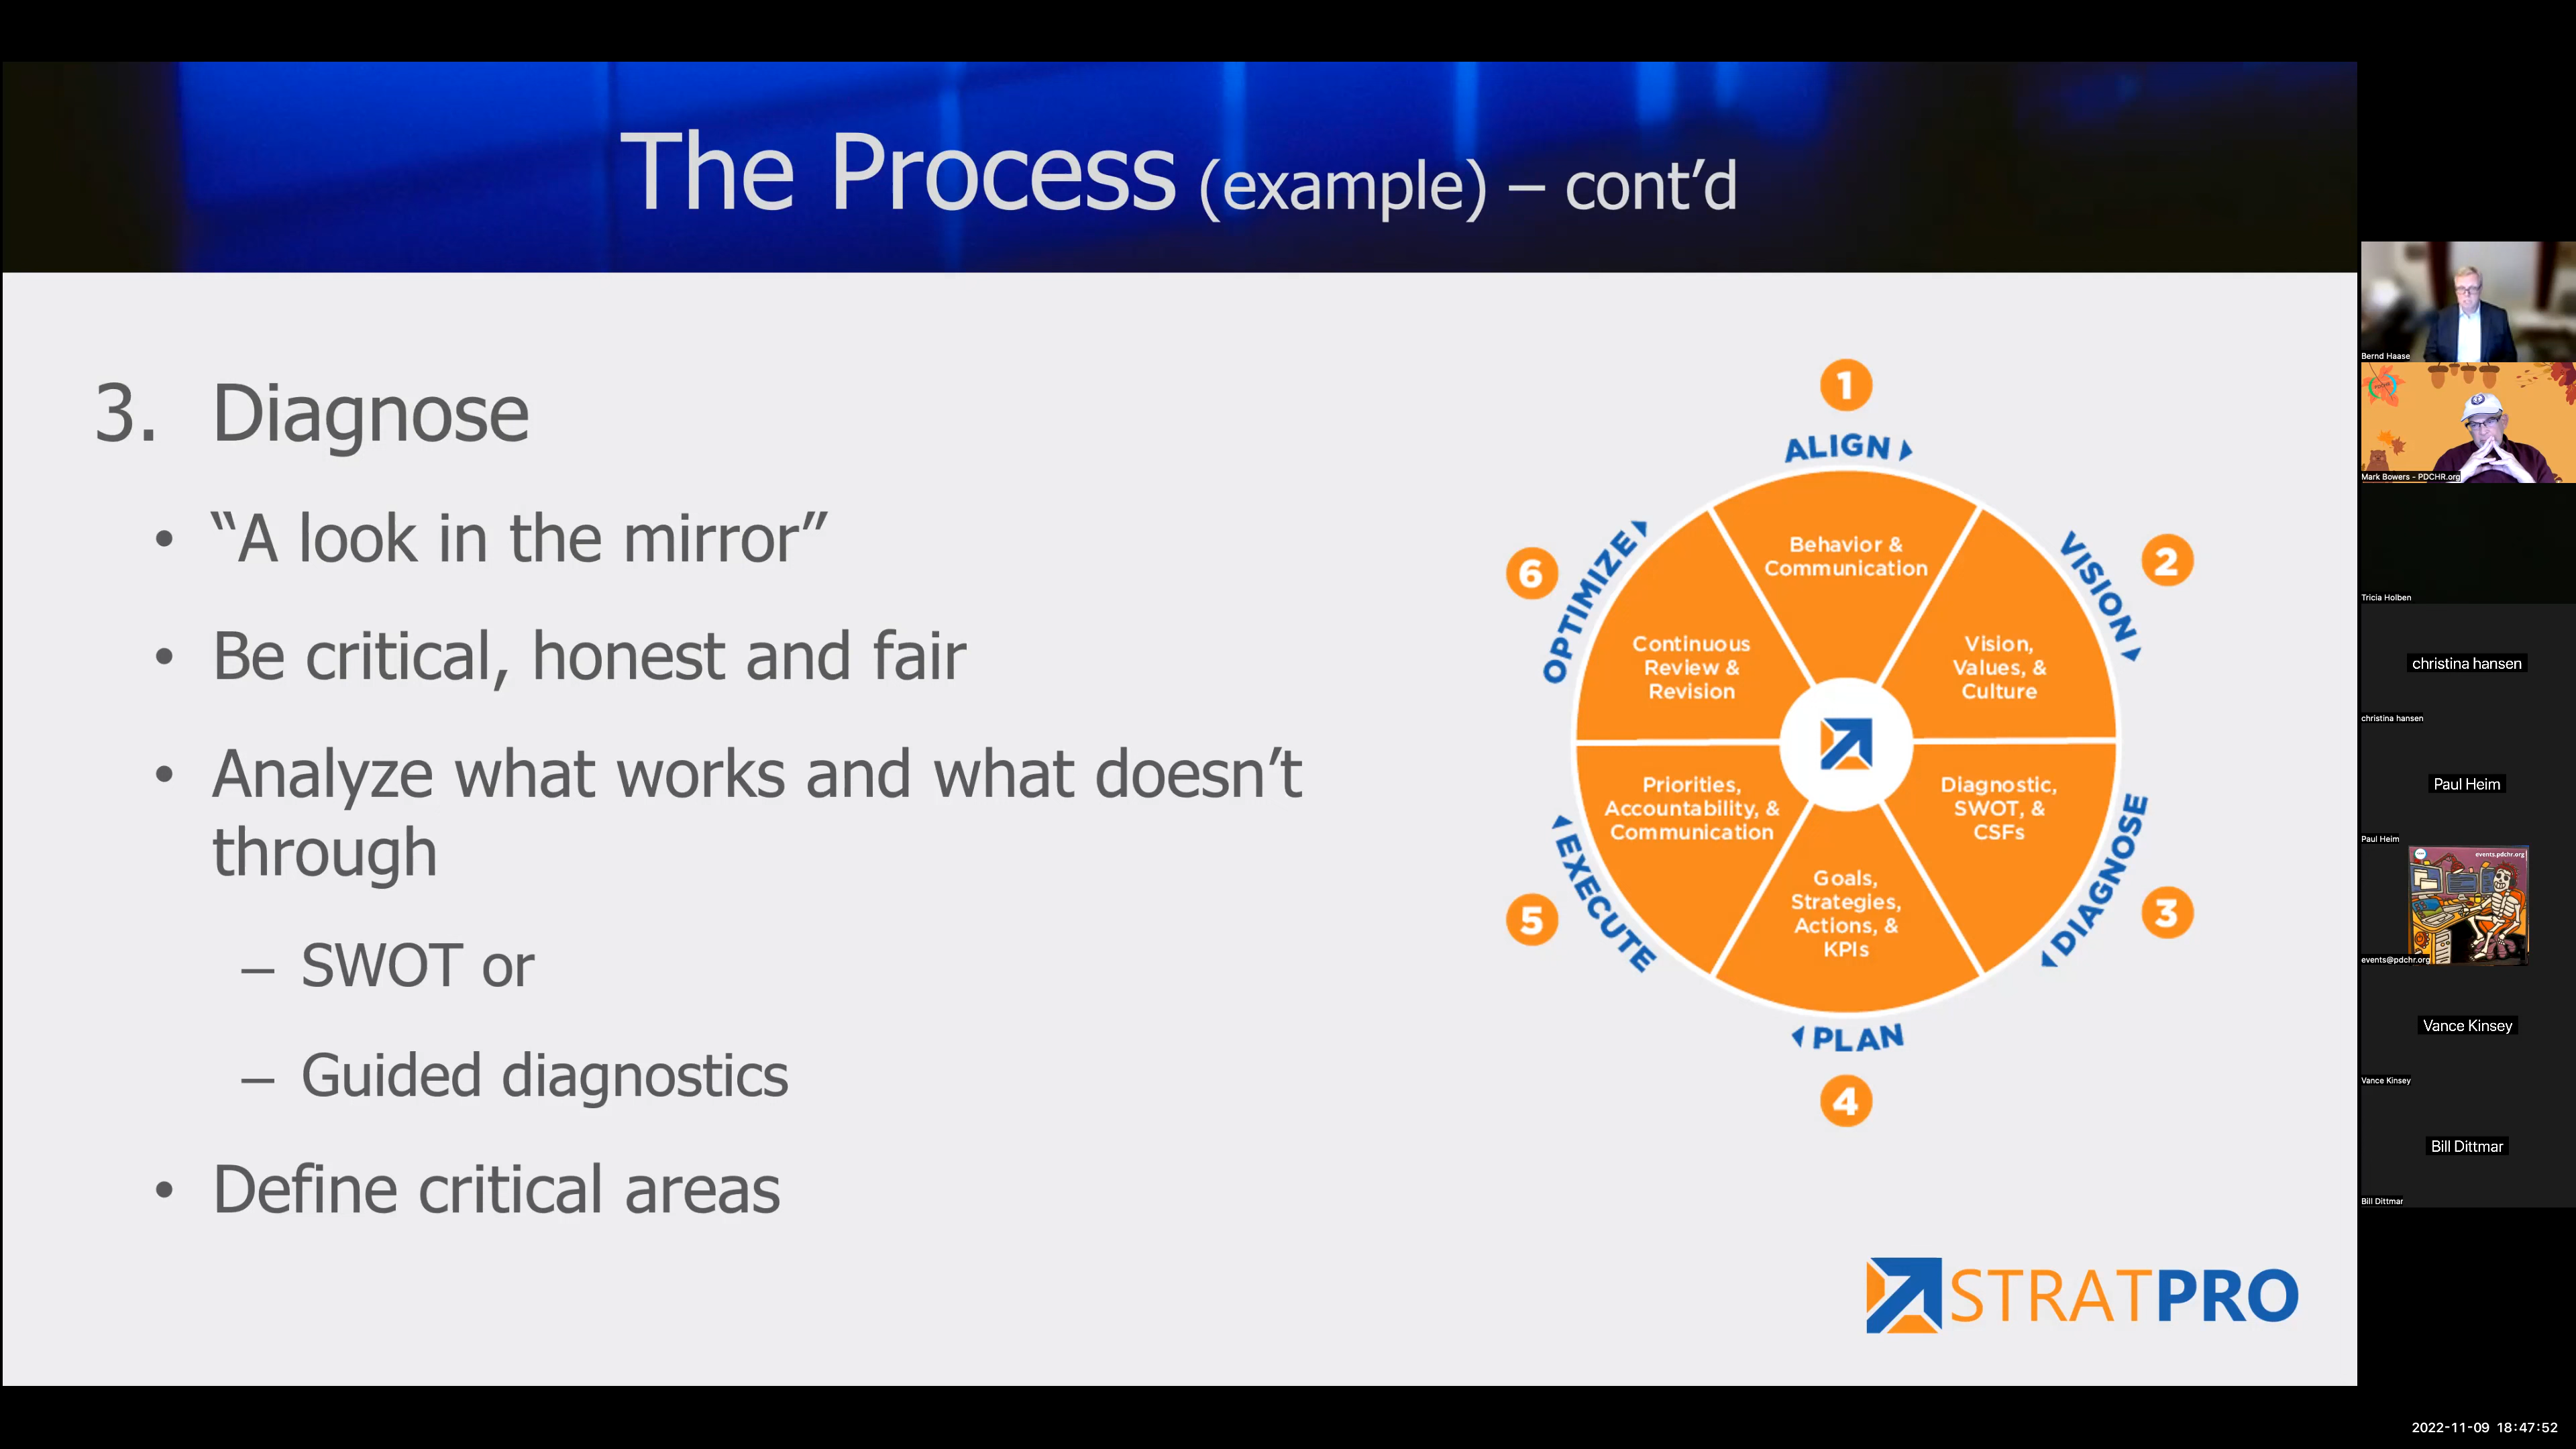 The Process (example) – cont’d
3. Diagnose
• “A look in the mirror”
• Be critical, honest and fair
• Analyze what works and what doesn’t
through
– SWOT or
– Guided diagnostics
• Define critical areas
1
ALIGN
2
VISION
3
DIAGNOSE
4
PLAN
5
EXECUTE
6
OPTIMIZE
Behavior &
Communication
Vision,
Values, &
Culture
Diagnostic,
SWOT, &
CSFs
Goals,
Strategies,
Actions, &
KPIs
Priorities,
Accountability, &
Communication
Continuous
Review &
Revision
STRATPRO
Bernd Haase
Mark Bowers - PDCHR.org
Tricia Holben
christina hansen
christina hansen
Paul Heim
Paul Heim
events.pdchr.org
events@pdchr.org
Vance Kinsey
Vance Kinsey
Bill Dittmar
Bill Dittmar
2022-11-09 18:47:52